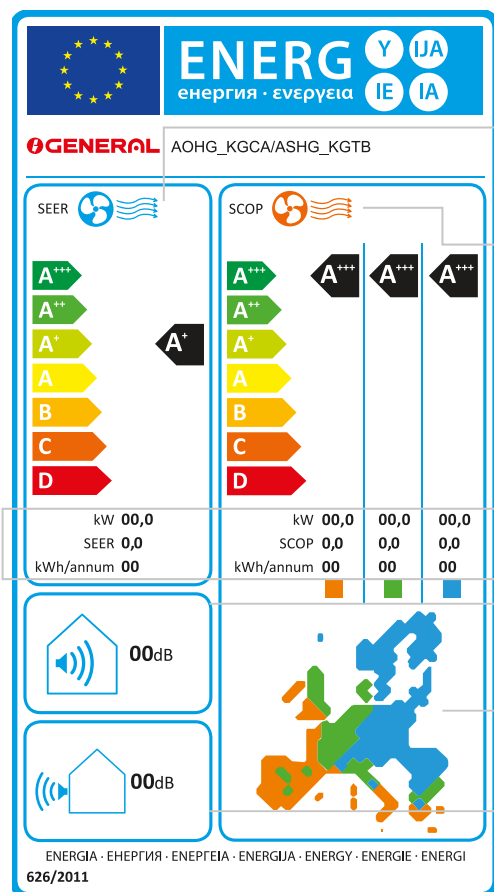 ENERG Y IJA
енергия · ενεργεια IE IA
GENERAL AOHG_KGCA/ASHG_KGTB
SEER
A+++
A++
A+
A
B
C
D
A+
kW 00,0
SEER 0,0
kWh/annum 00
SCOP
A+++
A++
A+
A
B
C
D
A+++ A+++ A+++
kW 00,0 00,0 00,0
SCOP 0,0 0,0 0,0
kWh/annum 00 00 00
00dB
00dB
ENERGIA · ЕНЕРГИЯ · ΕΝΕΡΓΕΙΑ · ENERGIJA · ENERGY · ENERGIE · ENERGI
626/2011